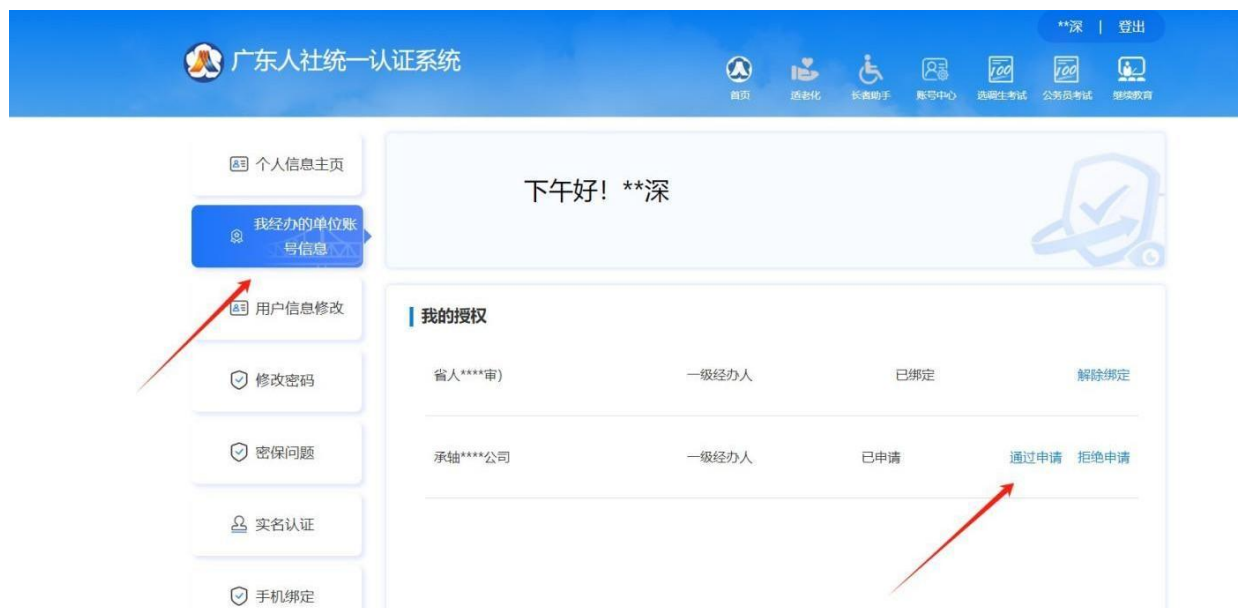 **深 | 登出
广东人社统一认证系统
首页 适老化 长者助手 账号中心 选调生考试 公务员考试 继续教育
个人信息主页
下午好！**深
我经办的单位账
号信息
用户信息修改
我的授权
修改密码
省人****审) 一级经办人 已绑定 解除绑定
密保问题
承轴****公司 一级经办人 已申请 通过申请 拒绝申请
实名认证
手机绑定